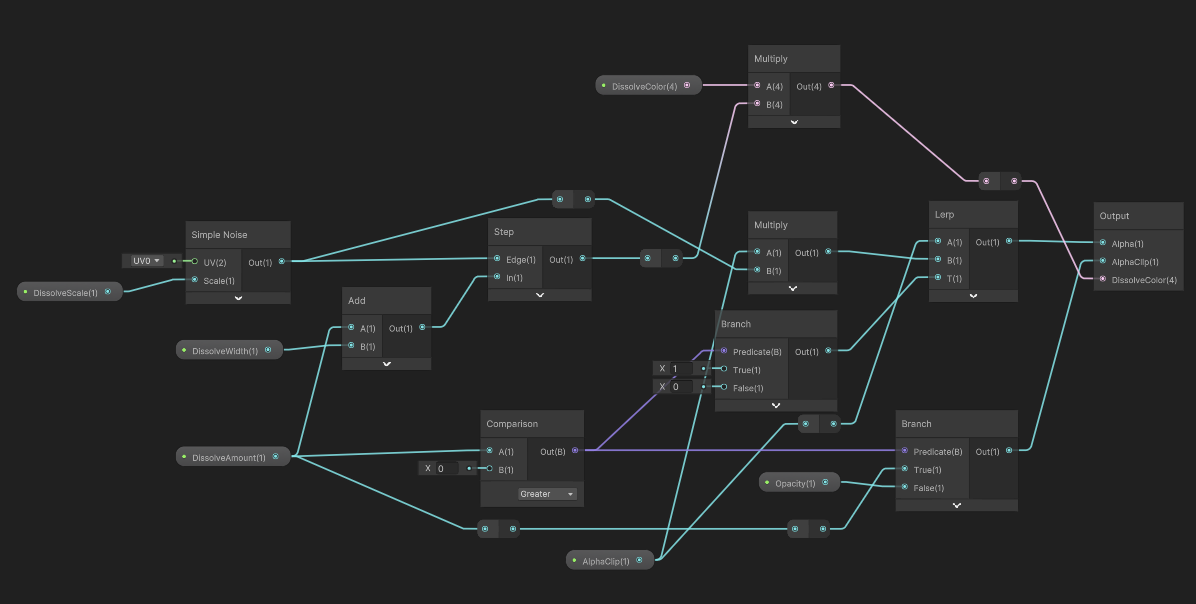 Multiply
DissolveColor(4)
A(4) Out(4)
B(4)
Simple Noise
UV0
UV(2) Out(1)
Scale(1)
DissolveScale(1)
Step
Edge(1) Out(1)
In(1)
Multiply
A(1) Out(1)
B(1)
Lerp
A(1) Out(1)
B(1)
T(1)
Output
Alpha(1)
AlphaClip(1)
DissolveColor(4)
Add
A(1) Out(1)
B(1)
DissolveWidth(1)
Branch
Predicate(B) Out(1)
X 1 True(1)
X 0 False(1)
Comparison
A(1) Out(B)
X 0 B(1)
Greater
DissolveAmount(1)
Branch
Predicate(B) Out(1)
True(1)
False(1)
Opacity(1)
AlphaClip(1)